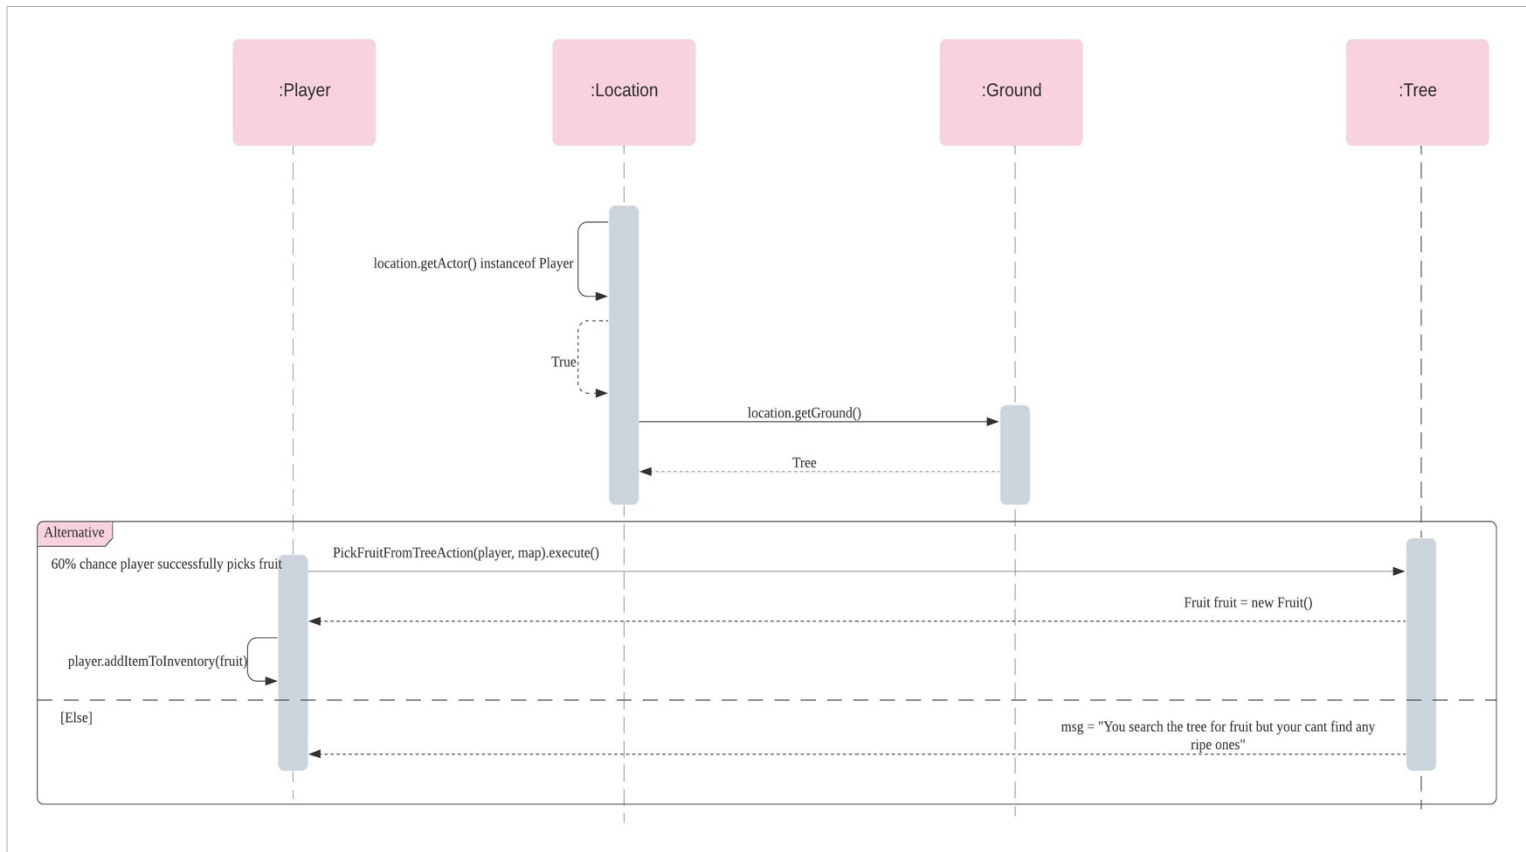 :Player
:Location
:Ground
:Tree
location.getActor() instanceof Player
True
location.getGround()
Tree
Alternative
PickFruitFromTreeAction(player, map).execute()
60% chance player successfully picks fruit
Fruit fruit = new Fruit()
player.addItemToInventory(fruit)
[Else]
msg = "You search the tree for fruit but your cant find any
ripe ones"